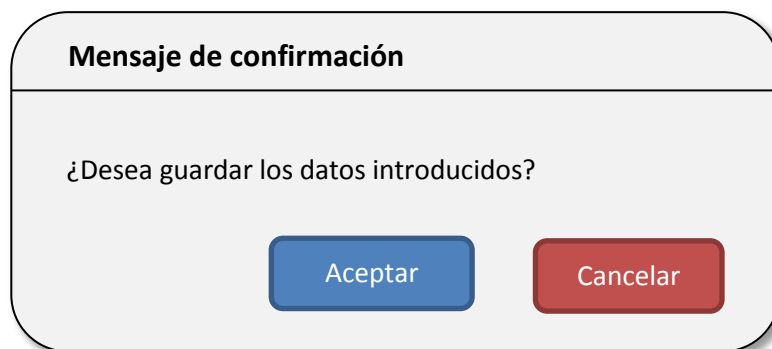 Mensaje de confirmación
¿Desea guardar los datos introducidos?
Aceptar
Cancelar